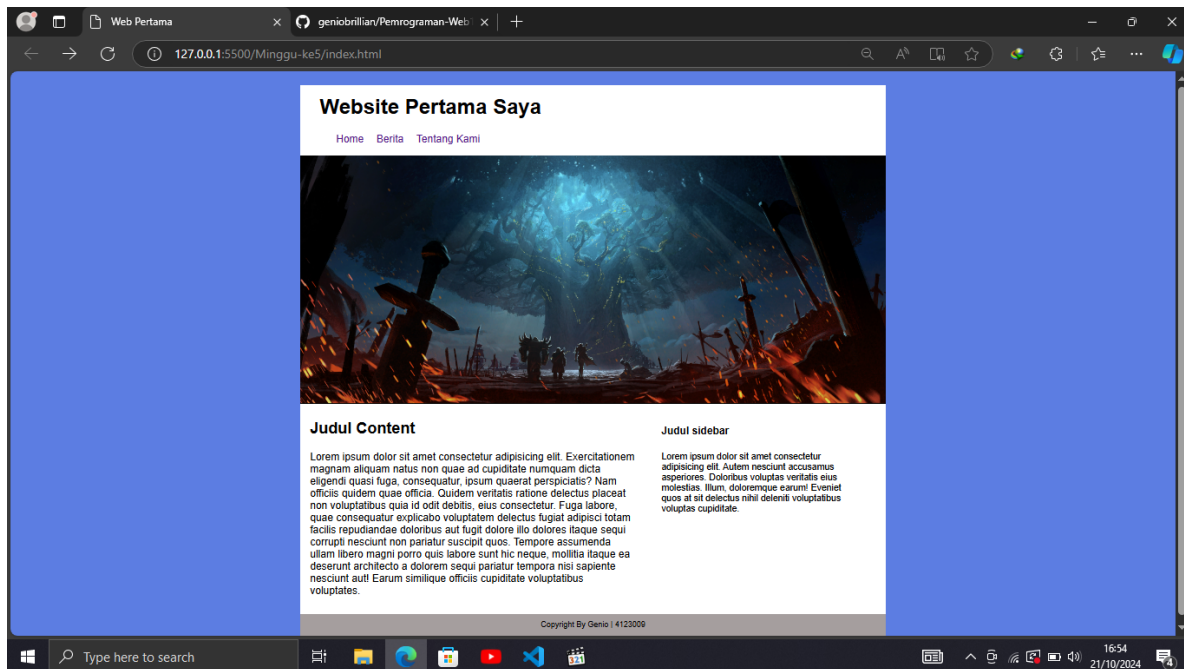 Web Pertama
geniobrillian/Pemrograman-Web
127.0.0.1:5500/Minggu-ke5/index.html
Website Pertama Saya
Home Berita Tentang Kami
Judul Content
Lorem ipsum dolor sit amet consectetur adipisicing elit. Exercitationem
magnam aliquam natus non quae ad cupiditate numquam dicta
eligendi quasi fuga, consequatur, ipsum quaerat perspiciatis? Nam
officiis quidem quae officia. Quidem veritatis ratione delectus placeat
non voluptatibus quia id odit debitis, eius consectetur. Fuga labore,
quae consequatur explicabo voluptatem delectus fugiat adipisci totam
facilis repudiandae doloribus aut fugit dolore illo dolores itaque sequi
corrupti nesciunt non pariatur suscipit quos. Tempore assumenda
ullam libero magni porro quis labore sunt hic neque, mollitia itaque ea
deserunt architecto a dolorem sequi pariatur tempora nisi sapiente
nesciunt aut! Earum similique officiis cupiditate voluptatibus
voluptates.
Judul sidebar
Lorem ipsum dolor sit amet consectetur
adipisicing elit. Autem nesciunt accusamus
asperiores. Doloribus voluptas veritatis eius
molestias. Illum, doloremque earum! Eveniet
quos at sit delectus nihil deleniti voluptatibus
voluptas cupiditate.
Copyright By Genio | 4123009
Type here to search
321
16:54
21/10/2024
4